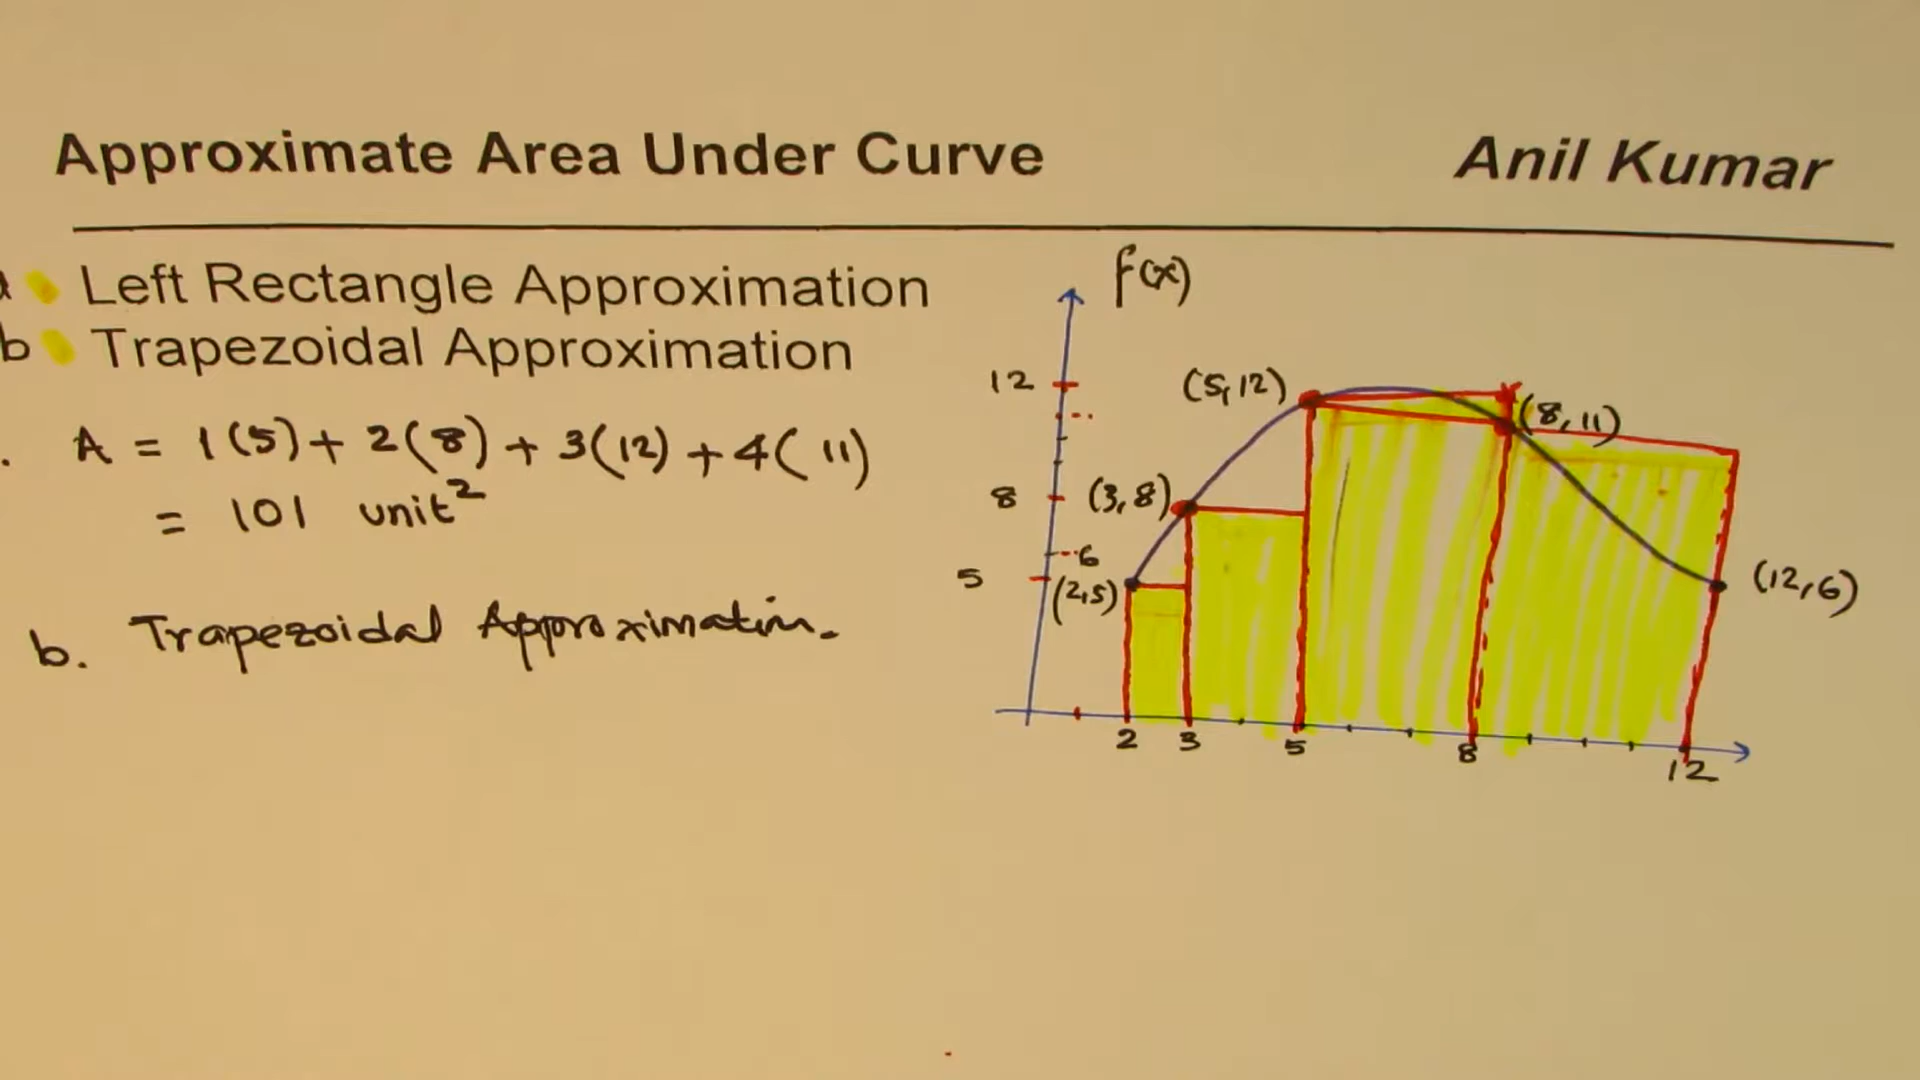 Approximate Area Under Curve
Anil Kumar
a Left Rectangle Approximation
b Trapezoidal Approximation
. A = 1(5)+ 2(8) + 3(12) + 4( 11)
= 101 unit²
b. Trapezoidal Approximation.
f(x)
12
(5,12)
(8,11)
8
(3,8)
6
5
(2,5)
(12,6)
2 3 5 8 12